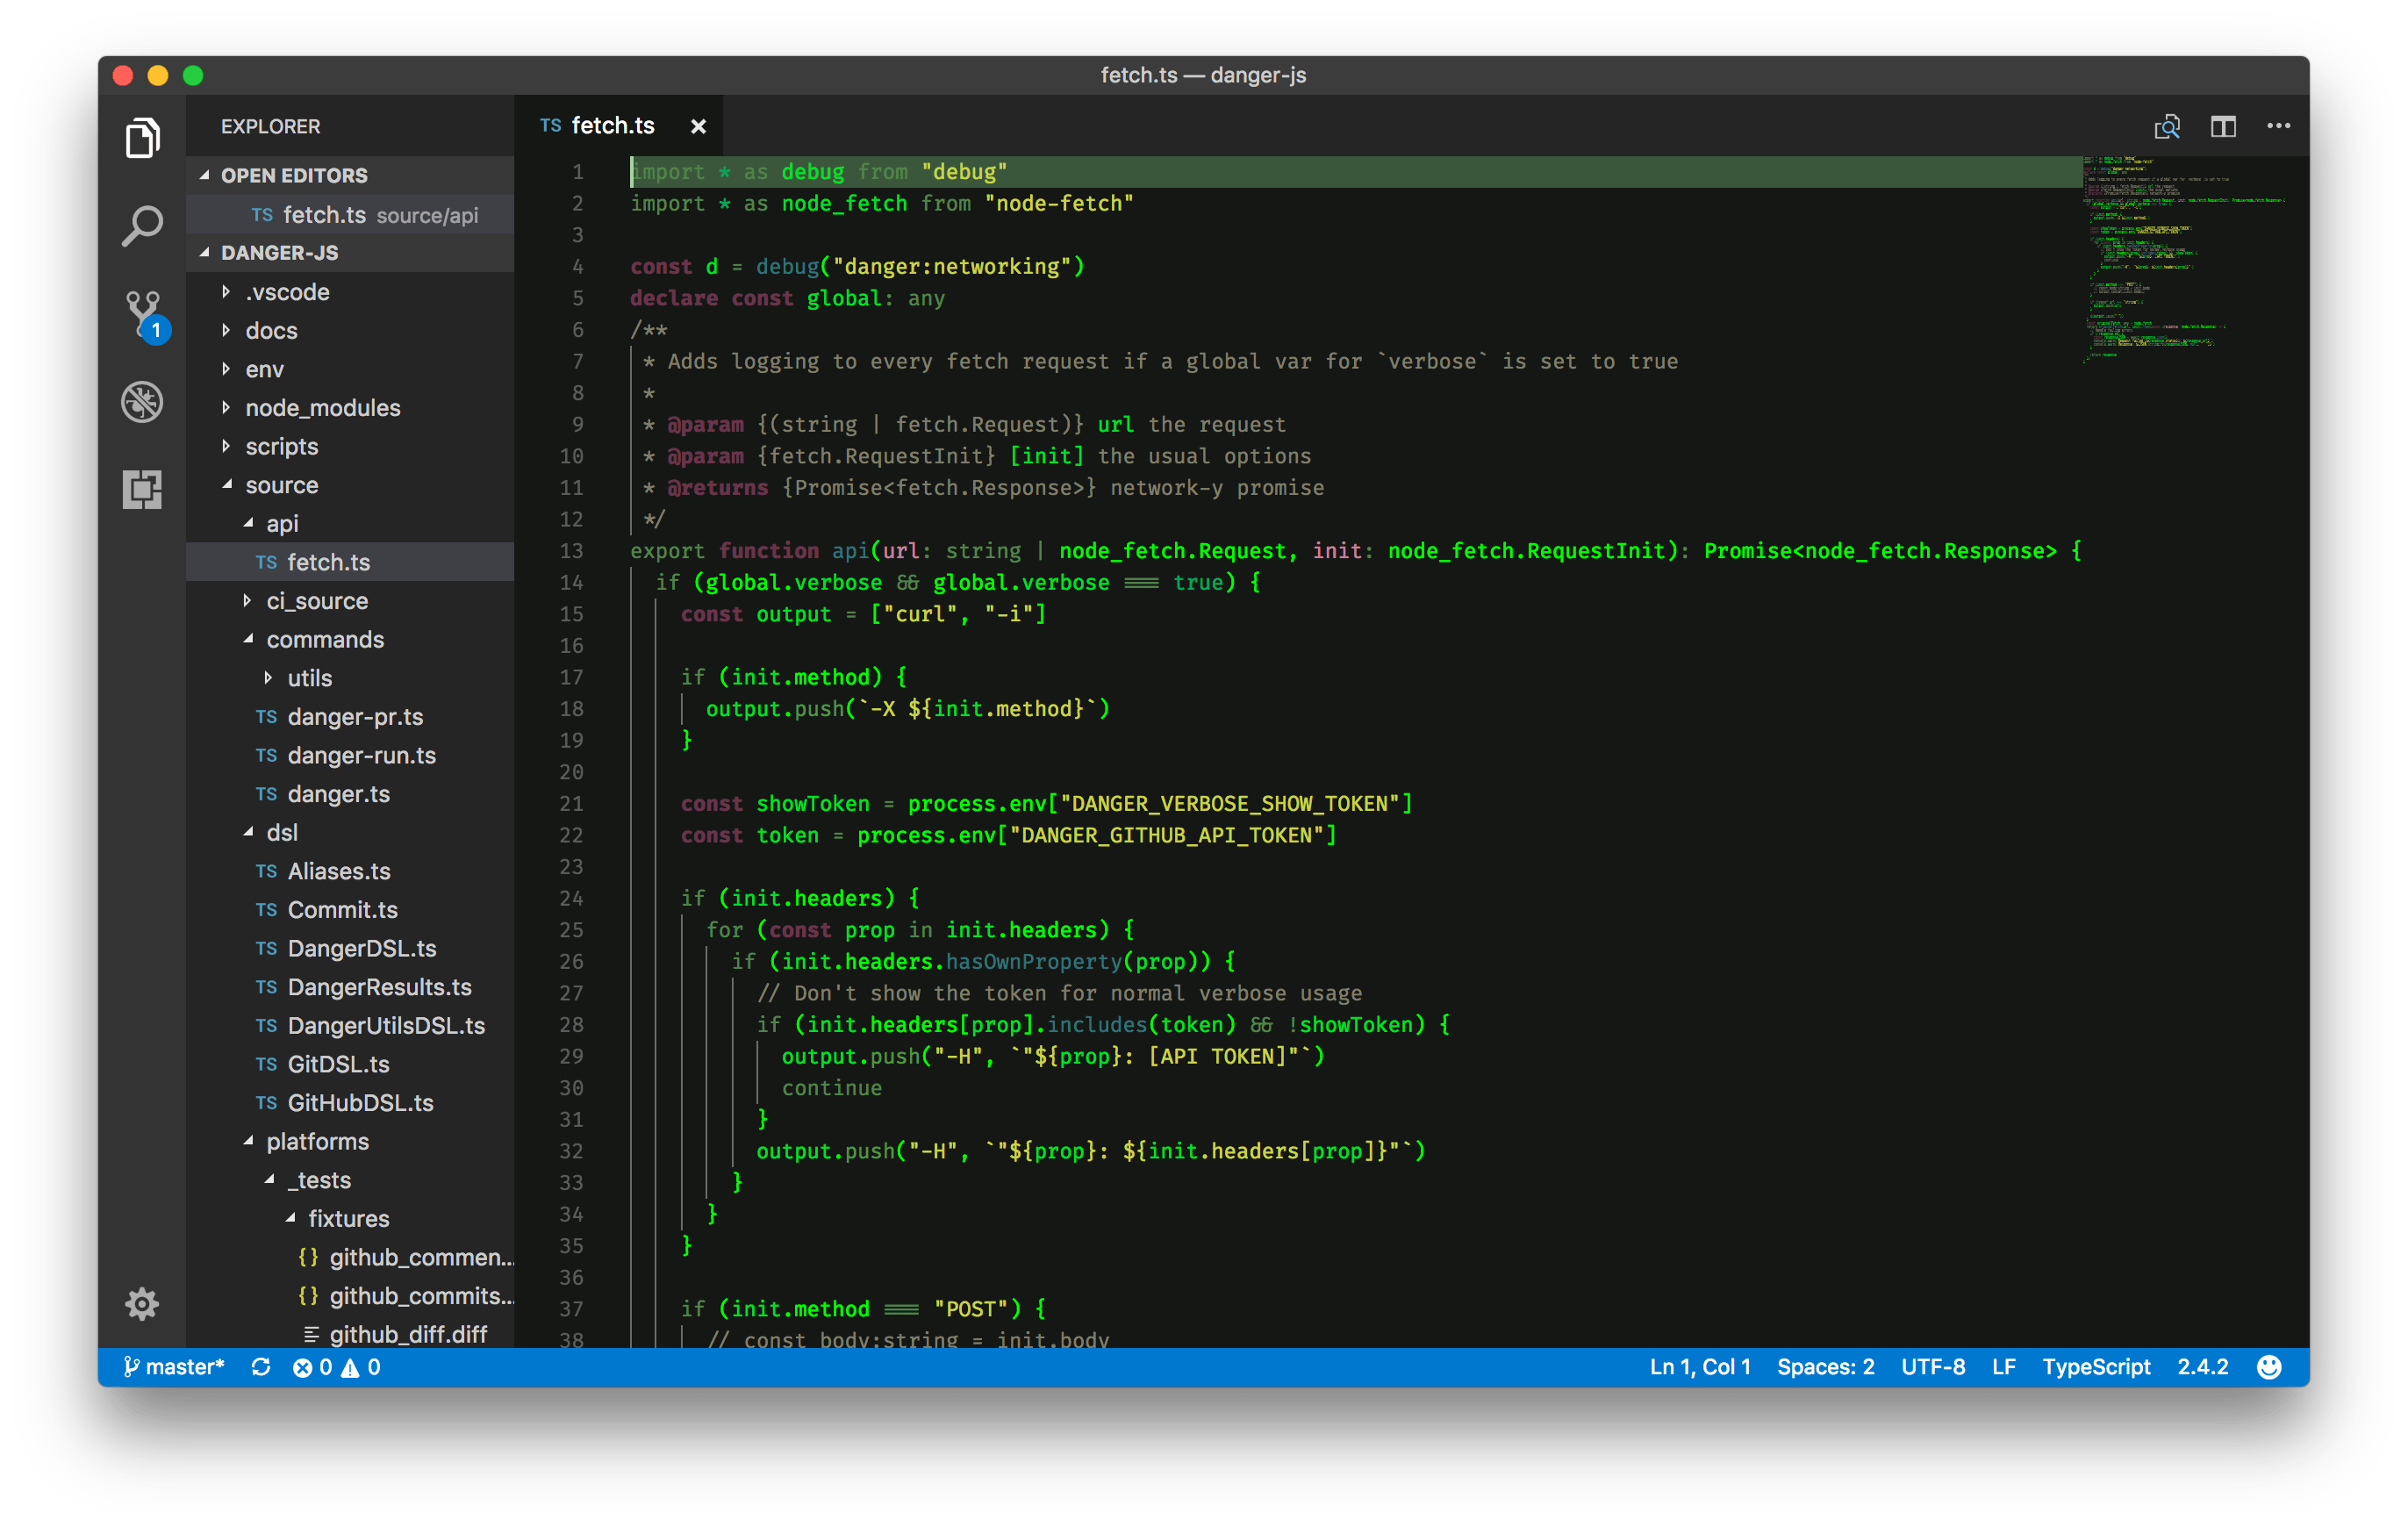 fetch.ts — danger-js
EXPLORER
OPEN EDITORS
TS fetch.ts source/api
DANGER-JS
.vscode
docs
env
node_modules
scripts
source
api
TS fetch.ts
ci_source
commands
utils
TS danger-pr.ts
TS danger-run.ts
TS danger.ts
dsl
TS Aliases.ts
TS Commit.ts
TS DangerDSL.ts
TS DangerResults.ts
TS DangerUtilsDSL.ts
TS GitDSL.ts
TS GitHubDSL.ts
platforms
_tests
fixtures
{} github_commen...
{} github_commits...
github_diff.diff
1
TS fetch.ts ×
1 import * as debug from "debug"
2 import * as node_fetch from "node-fetch"
3
4 const d = debug("danger:networking")
5 declare const global: any
6 /**
7 * Adds logging to every fetch request if a global var for `verbose` is set to true
8 *
9 * @param {(string | fetch.Request)} url the request
10 * @param {fetch.RequestInit} [init] the usual options
11 * @returns {Promise<fetch.Response>} network-y promise
12 */
13 export function api(url: string | node_fetch.Request, init: node_fetch.RequestInit): Promise<node_fetch.Response> {
14 if (global.verbose && global.verbose === true) {
15 const output = ["curl", "-i"]
16
17 if (init.method) {
18 output.push(`-X ${init.method}`)
19 }
20
21 const showToken = process.env["DANGER_VERBOSE_SHOW_TOKEN"]
22 const token = process.env["DANGER_GITHUB_API_TOKEN"]
23
24 if (init.headers) {
25 for (const prop in init.headers) {
26 if (init.headers.hasOwnProperty(prop)) {
27 // Don't show the token for normal verbose usage
28 if (init.headers[prop].includes(token) && !showToken) {
29 output.push("-H", `"${prop}: [API TOKEN]"`)
30 continue
31 }
32 output.push("-H", `"${prop}: ${init.headers[prop]}"`)
33 }
34 }
35 }
36
37 if (init.method === "POST") {
38 // const body:string = init.body
master* 0 0
Ln 1, Col 1 Spaces: 2 UTF-8 LF TypeScript 2.4.2